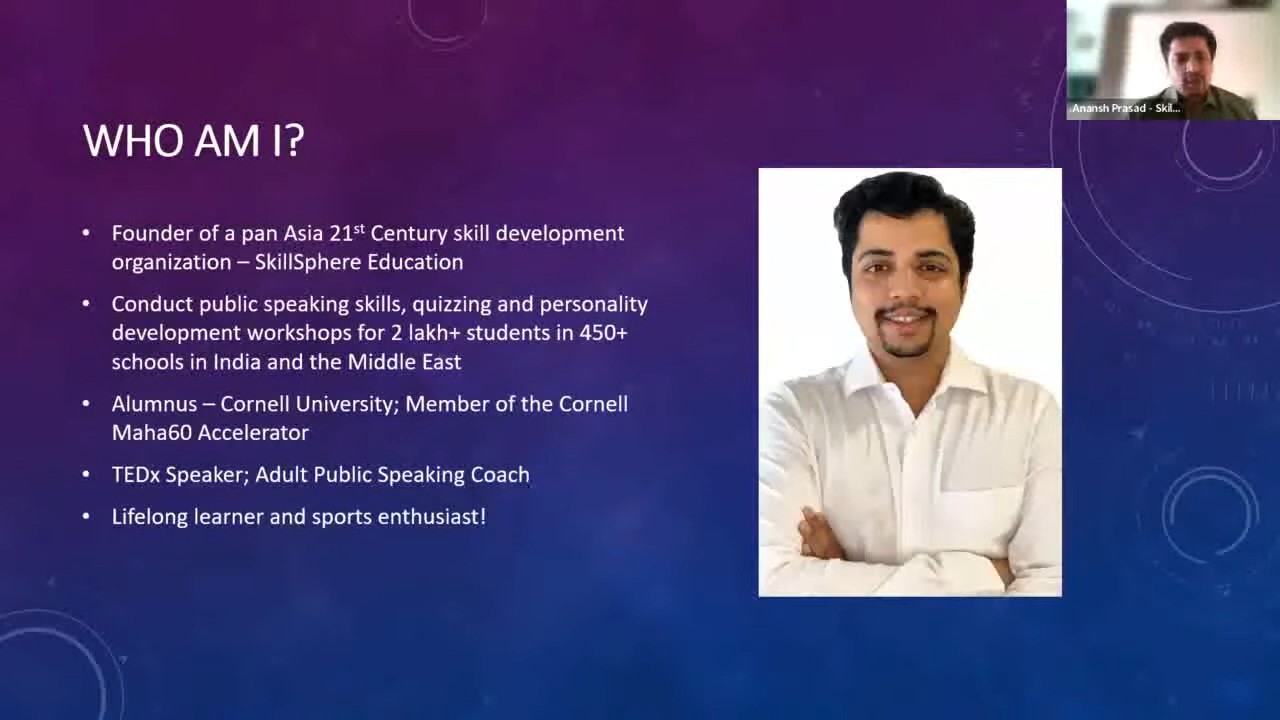 Anansh Prasad - Skil...
WHO AM I?
• Founder of a pan Asia 21st Century skill development
organization – SkillSphere Education
• Conduct public speaking skills, quizzing and personality
development workshops for 2 lakh+ students in 450+
schools in India and the Middle East
• Alumnus – Cornell University; Member of the Cornell
Maha60 Accelerator
• TEDx Speaker; Adult Public Speaking Coach
• Lifelong learner and sports enthusiast!